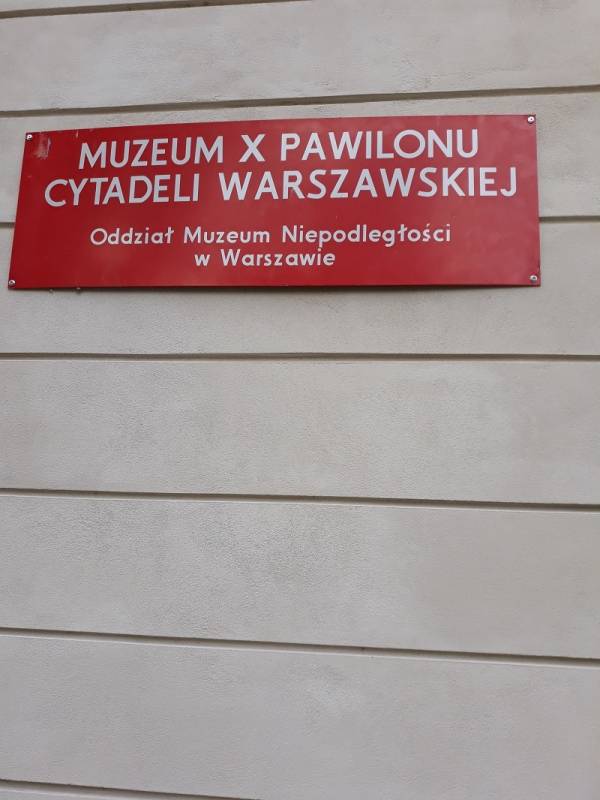 MUZEUM X PAWILONU
CYTADELI WARSZAWSKIEJ
Oddział Muzeum Niepodległości
w Warszawie